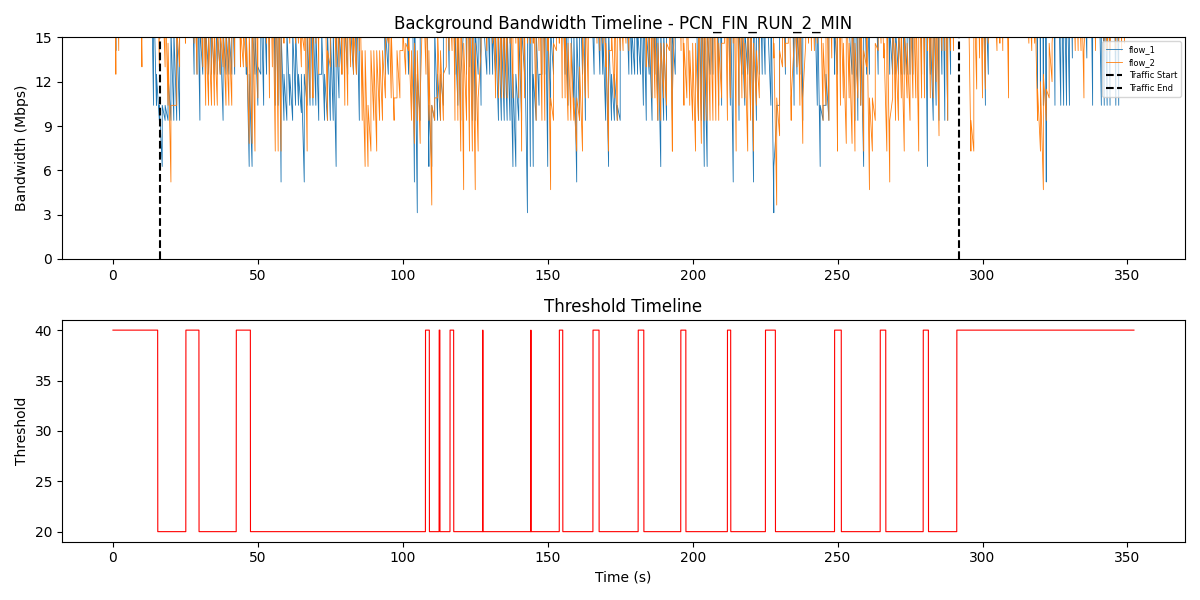 Background Bandwidth Timeline - PCN_FIN_RUN_2_MIN
Bandwidth (Mbps)
15
12
9
6
3
0
flow_1
flow_2
Traffic Start
Traffic End
0 50 100 150 200 250 300 350
Threshold Timeline
Threshold
40
35
30
25
20
0 50 100 150 200 250 300 350
Time (s)